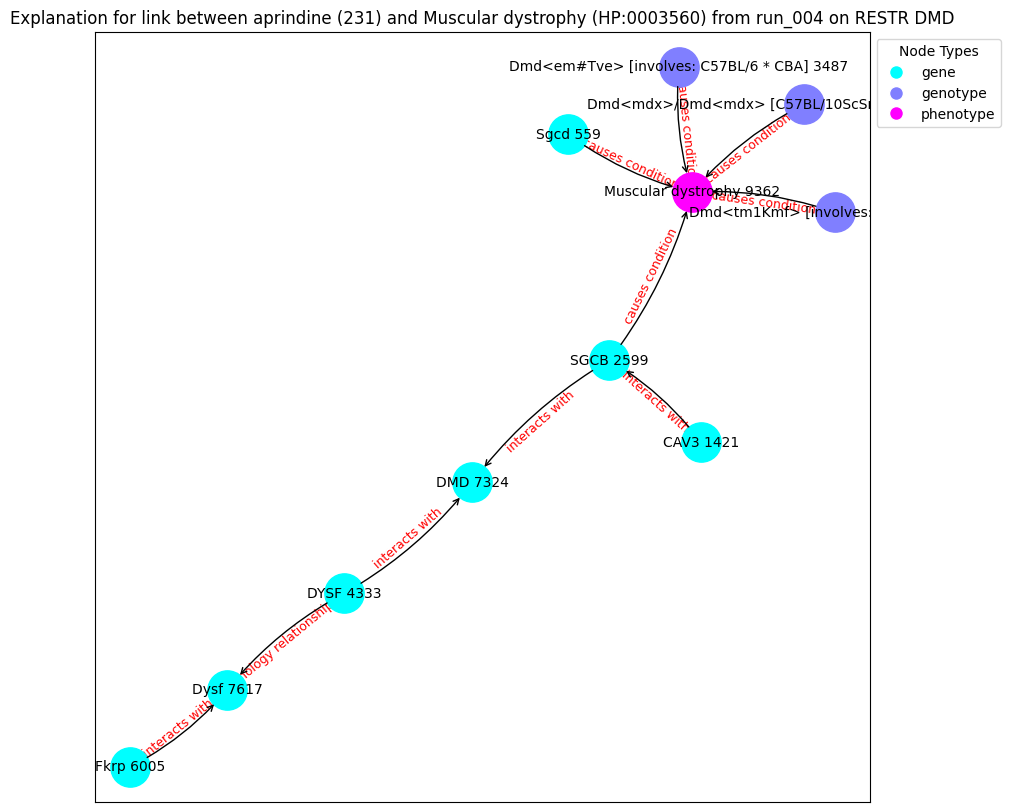 Explanation for link between aprindine (231) and Muscular dystrophy (HP:0003560) from run_004 on RESTR DMD
Node Types
gene
genotype
phenotype
Dmd<em#Tve> [involves: C57BL/6 * CBA] 3487
causes condition
Dmd<mdx>/Dmd<mdx> [C57BL/10ScSn
causes condition
Sgcd 559
causes condition
Muscular dystrophy 9362
causes condition
Dmd<tm1Kmf> [involves:
causes condition
SGCB 2599
interacts with
interacts with
CAV3 1421
DMD 7324
interacts with
DYSF 4333
relationship
Dysf 7617
interacts with
Fkrp 6005